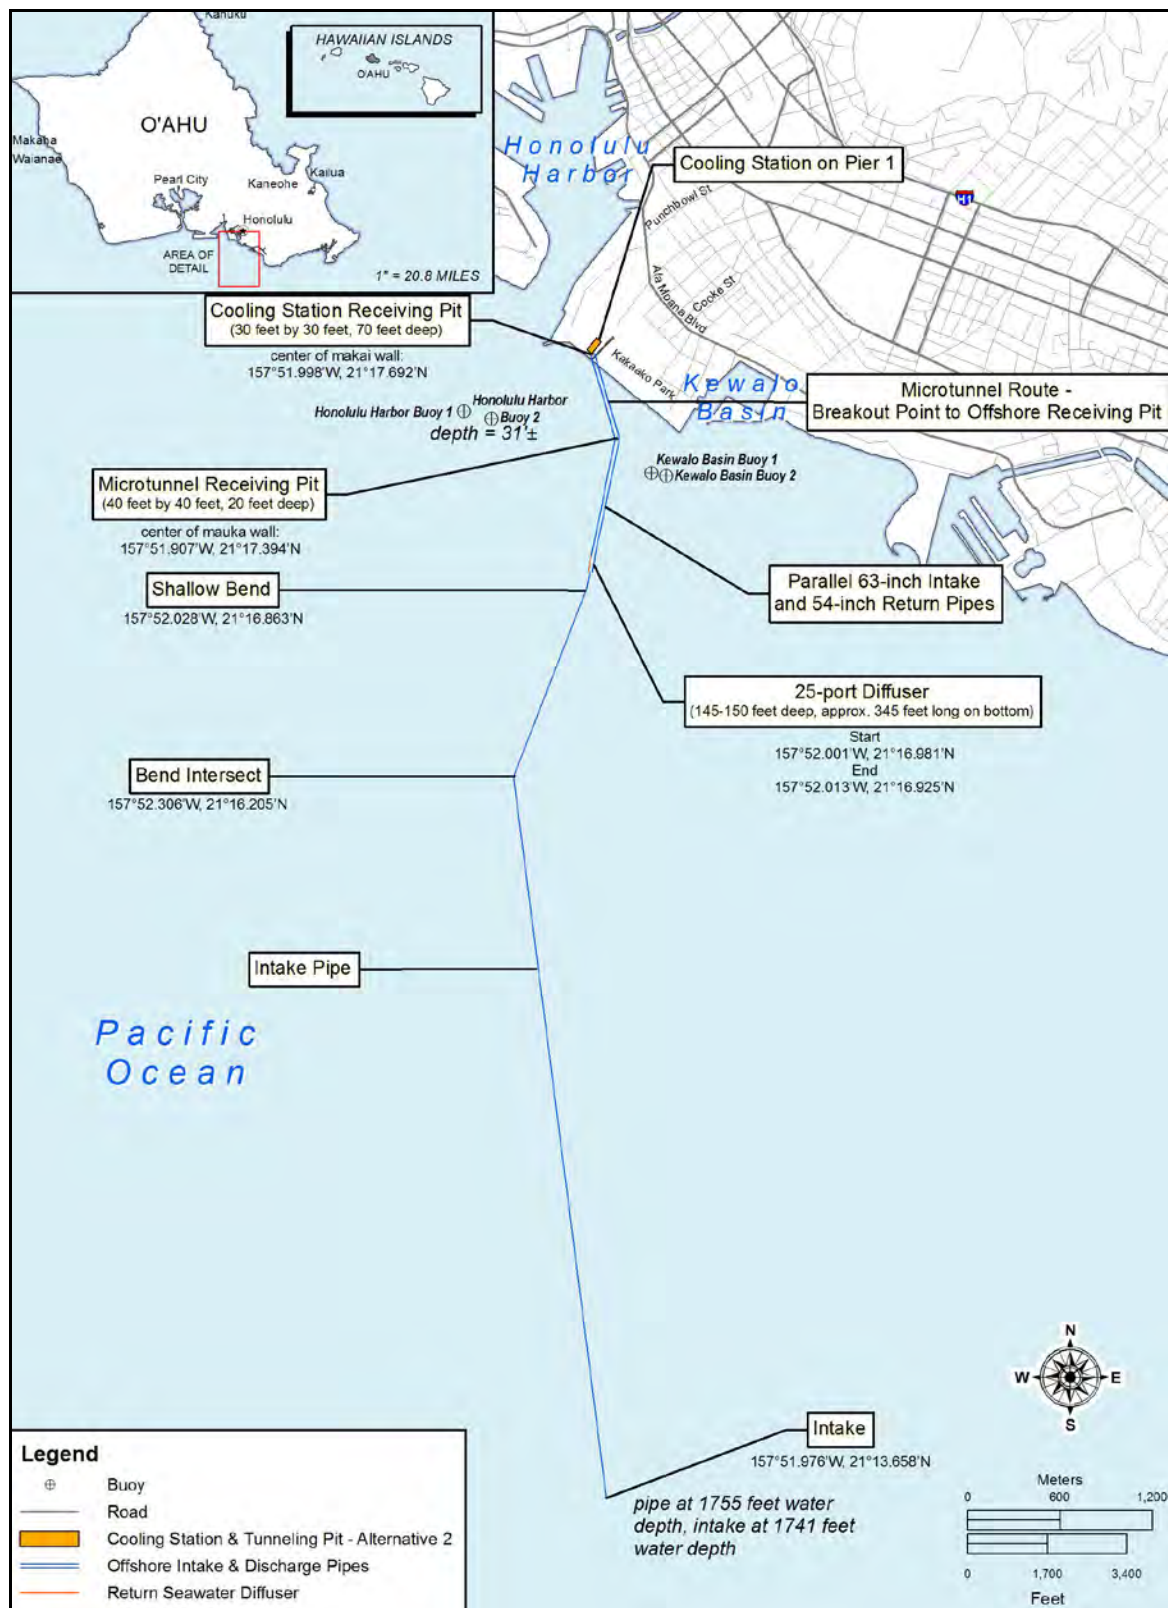 Kahuku
HAWAIIAN ISLANDS
O'AHU
O'AHU
Makaha
Waianae
Pearl City
Kaneohe
Kailua
Honolulu
AREA OF
DETAIL
1" = 20.8 MILES
Honolulu
Harbor
Cooling Station on Pier 1
H1
Punchbowl St
Ala Moana Blvd
Cooke St
Cooling Station Receiving Pit
(30 feet by 30 feet, 70 feet deep)
center of makai wall:
157°51.998'W, 21°17.692'N
Kakaako Park
Kewalo
Basin
Microtunnel Route -
Breakout Point to Offshore Receiving Pit
Honolulu Harbor Buoy 1
Honolulu Harbor
Buoy 2
depth = 31'±
Kewalo Basin Buoy 1
Kewalo Basin Buoy 2
Microtunnel Receiving Pit
(40 feet by 40 feet, 20 feet deep)
center of mauka wall:
157°51.907'W, 21°17.394'N
Shallow Bend
157°52.028'W, 21°16.863'N
Parallel 63-inch Intake
and 54-inch Return Pipes
25-port Diffuser
(145-150 feet deep, approx. 345 feet long on bottom)
Start
157°52.001'W, 21°16.981'N
End
157°52.013'W, 21°16.925'N
Bend Intersect
157°52.306'W, 21°16.205'N
Intake Pipe
Pacific
Ocean
N
W
E
S
Intake
157°51.976'W, 21°13.658'N
pipe at 1755 feet water
depth, intake at 1741 feet
water depth
Legend
Buoy
Road
Cooling Station & Tunneling Pit - Alternative 2
Offshore Intake & Discharge Pipes
Return Seawater Diffuser
Meters
0 600 1,200
0 1,700 3,400
Feet